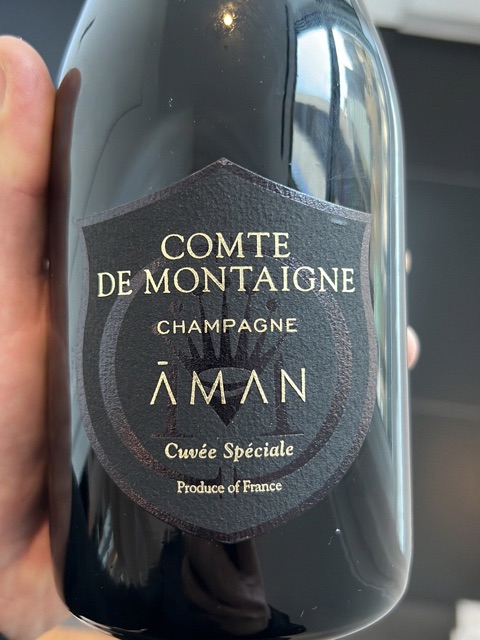 COMTE
DE MONTAIGNE
CHAMPAGNE
ĀMAN
Cuvée Spéciale
Produce of France